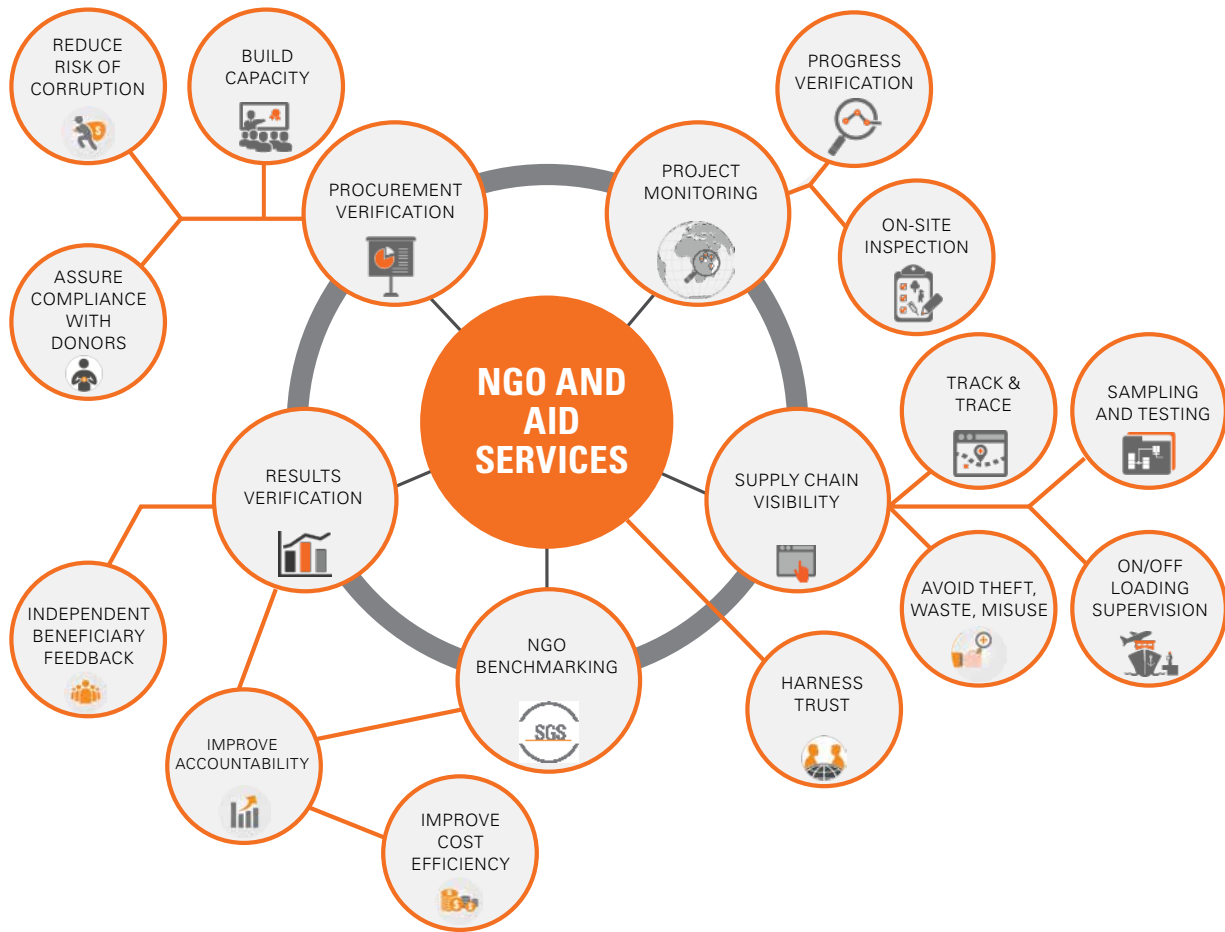 REDUCE
RISK OF
CORRUPTION
BUILD
CAPACITY
PROGRESS
VERIFICATION
PROCUREMENT
VERIFICATION
PROJECT
MONITORING
ON-SITE
INSPECTION
ASSURE
COMPLIANCE
WITH
DONORS
NGO AND
AID
SERVICES
TRACK &
TRACE
SAMPLING
AND TESTING
RESULTS
VERIFICATION
SUPPLY CHAIN
VISIBILITY
INDEPENDENT
BENEFICIARY
FEEDBACK
NGO
BENCHMARKING
SGS
AVOID THEFT,
WASTE, MISUSE
ON/OFF
LOADING
SUPERVISION
HARNESS
TRUST
IMPROVE
ACCOUNTABILITY
IMPROVE
COST
EFFICIENCY